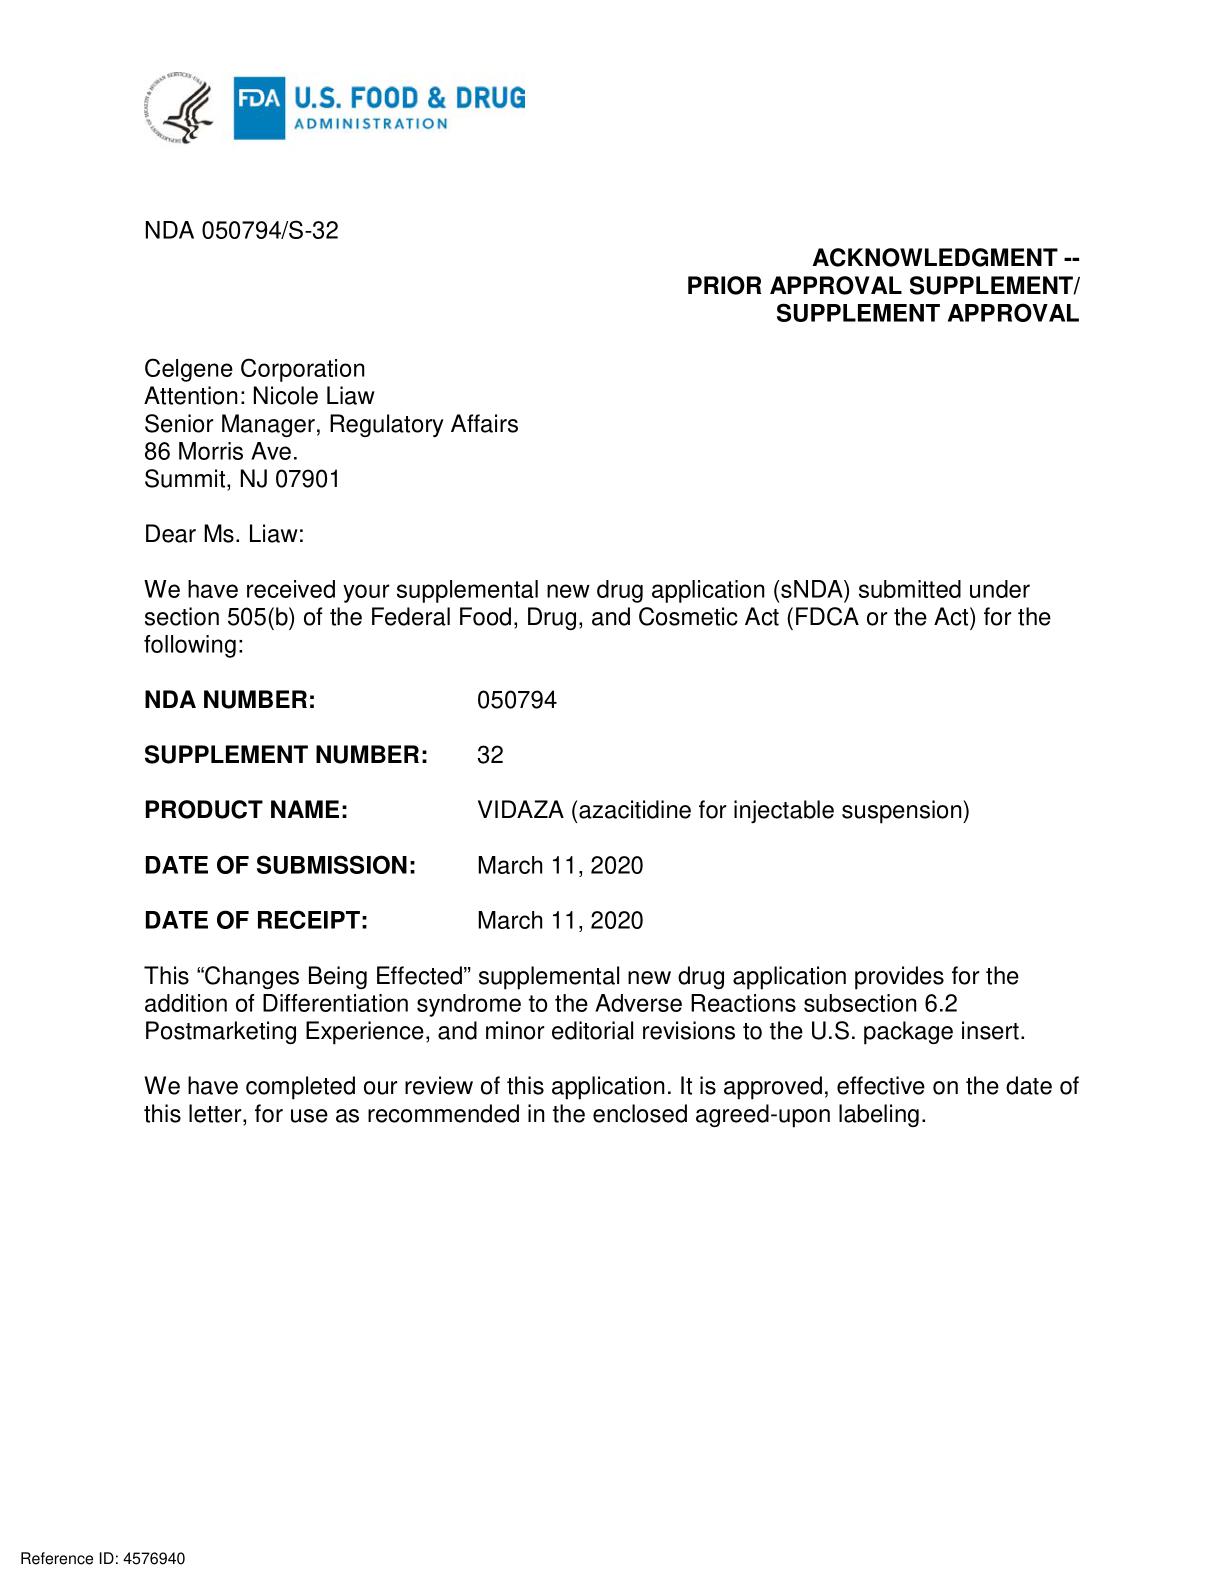 DEPARTMENT OF HEALTH & HUMAN SERVICES • USA
FDA U.S. FOOD & DRUG
ADMINISTRATION
NDA 050794/S-32
ACKNOWLEDGMENT --
PRIOR APPROVAL SUPPLEMENT/
SUPPLEMENT APPROVAL
Celgene Corporation
Attention: Nicole Liaw
Senior Manager, Regulatory Affairs
86 Morris Ave.
Summit, NJ 07901
Dear Ms. Liaw:
We have received your supplemental new drug application (sNDA) submitted under
section 505(b) of the Federal Food, Drug, and Cosmetic Act (FDCA or the Act) for the
following:
NDA NUMBER: 050794
SUPPLEMENT NUMBER: 32
PRODUCT NAME: VIDAZA (azacitidine for injectable suspension)
DATE OF SUBMISSION: March 11, 2020
DATE OF RECEIPT: March 11, 2020
This “Changes Being Effected” supplemental new drug application provides for the
addition of Differentiation syndrome to the Adverse Reactions subsection 6.2
Postmarketing Experience, and minor editorial revisions to the U.S. package insert.
We have completed our review of this application. It is approved, effective on the date of
this letter, for use as recommended in the enclosed agreed-upon labeling.
Reference ID: 4576940